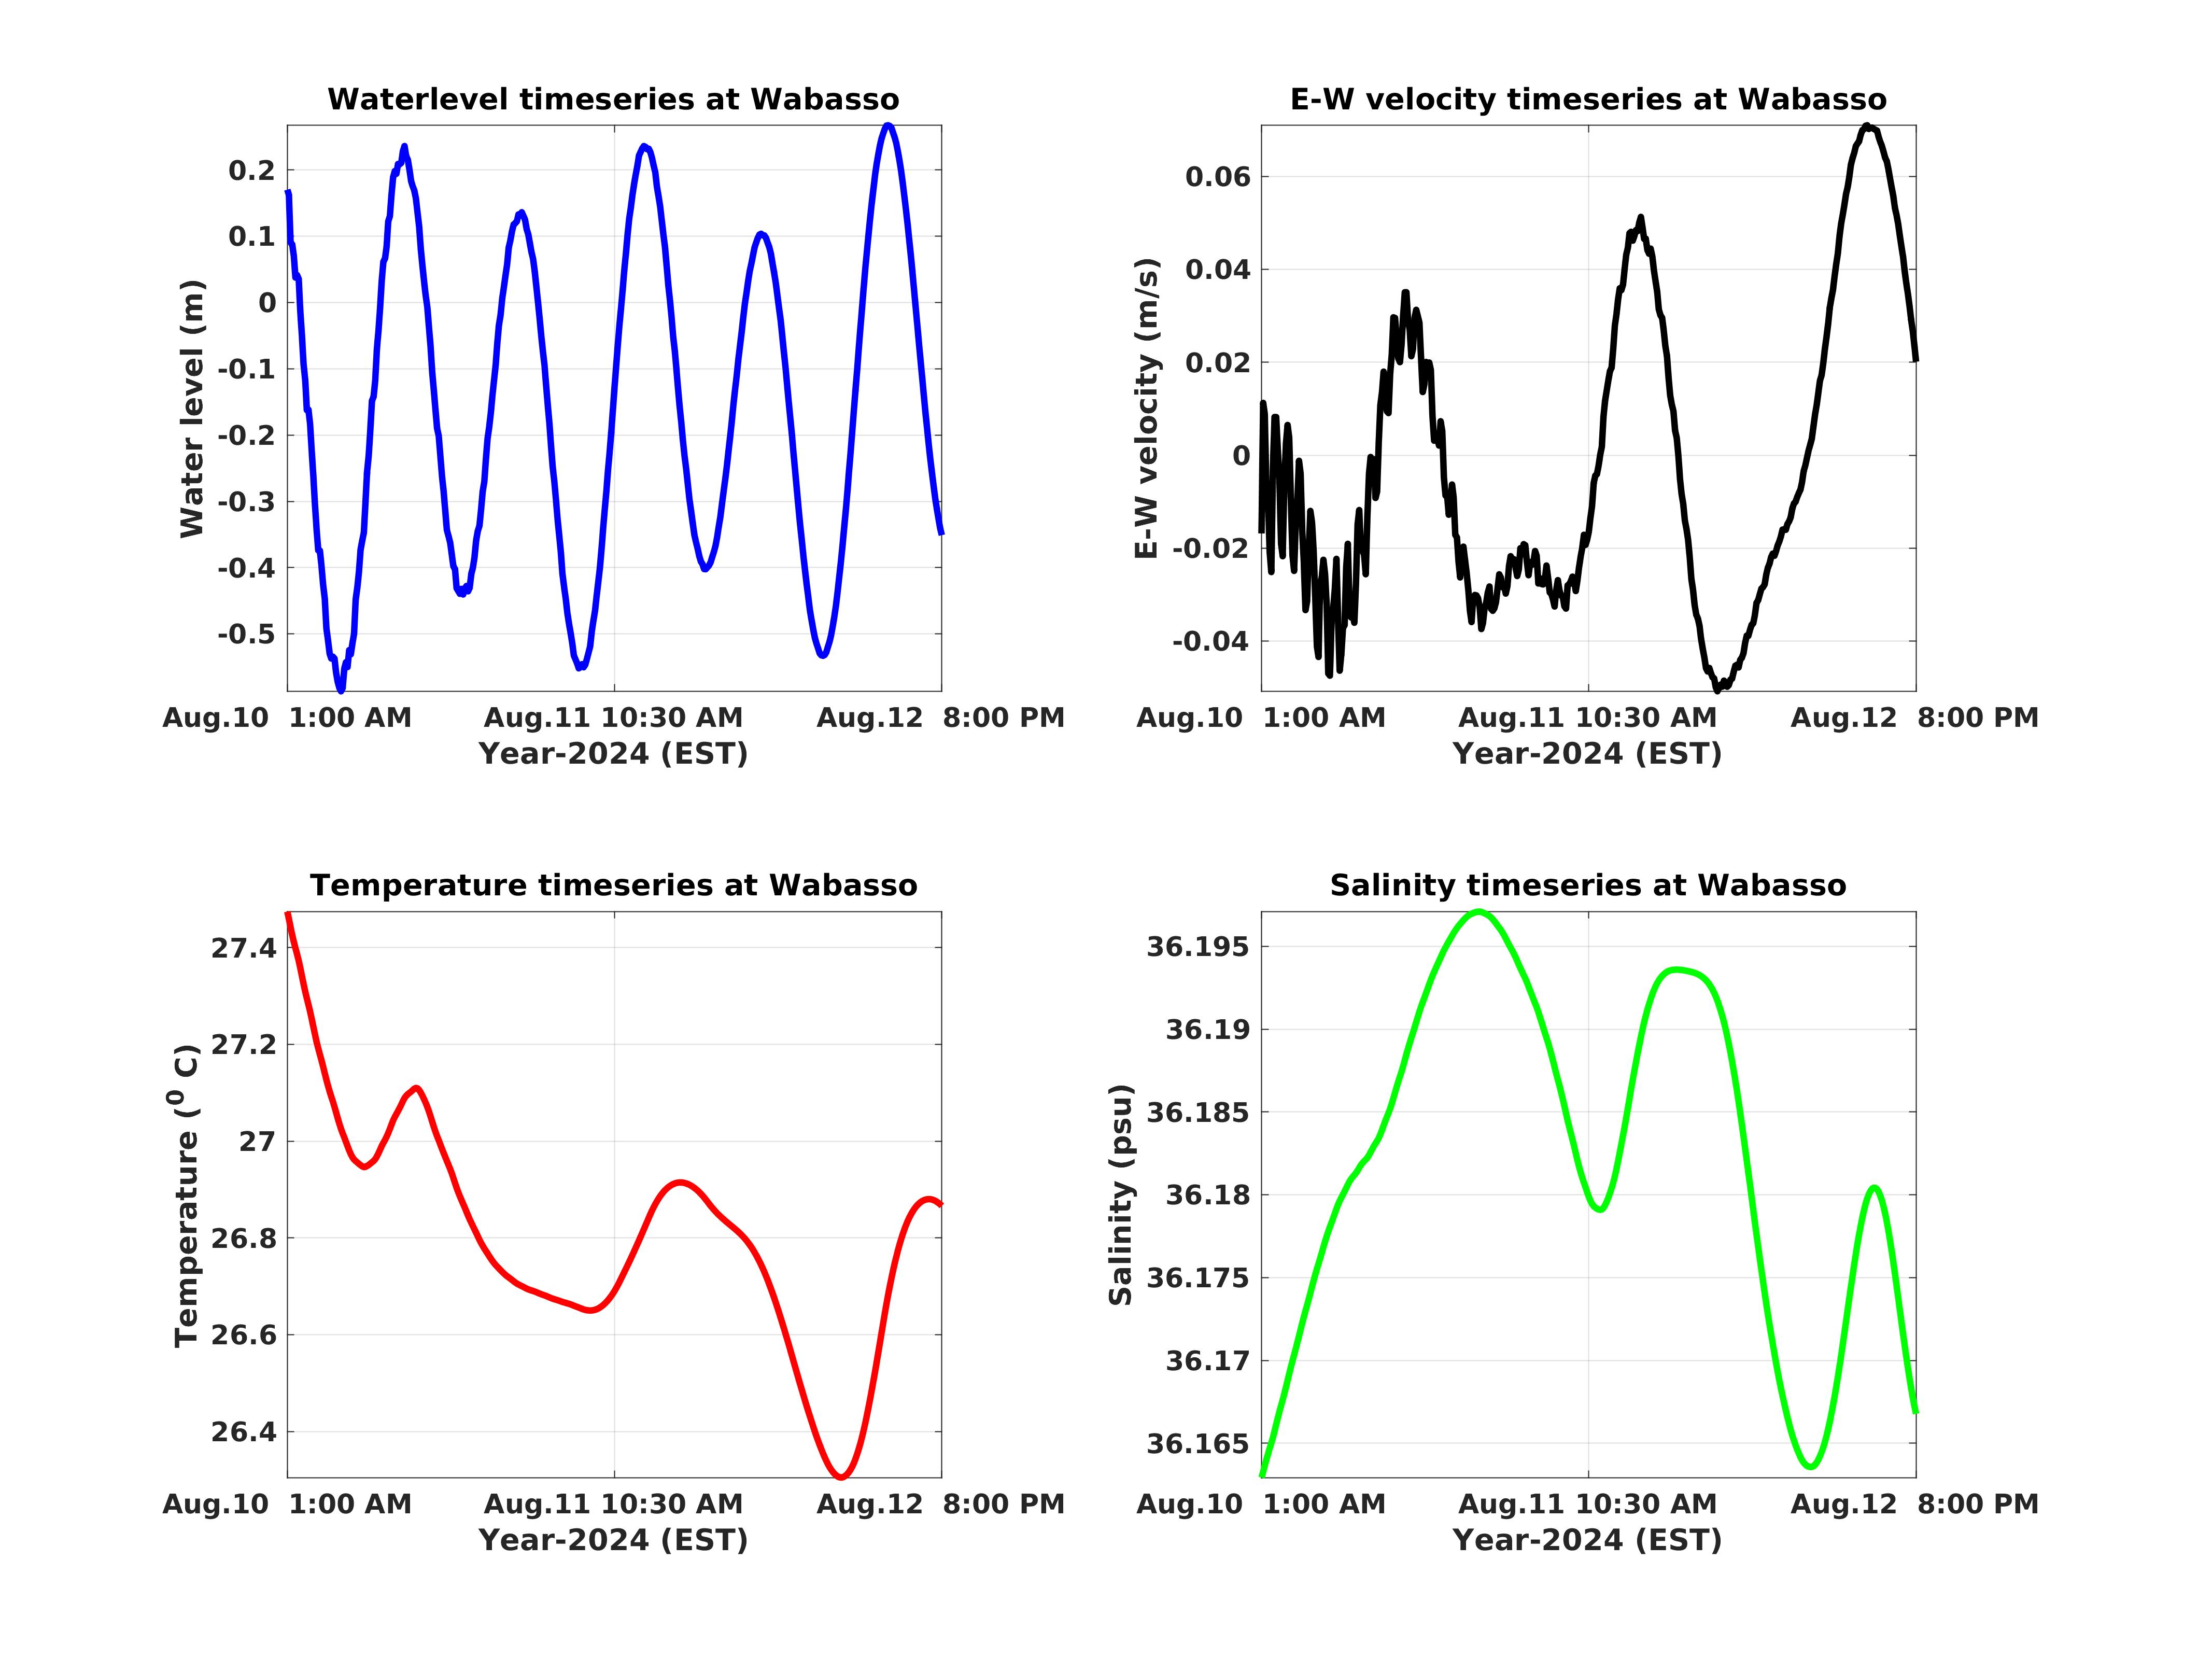 Waterlevel timeseries at Wabasso
0.2
0.1
0
-0.1
-0.2
-0.3
-0.4
-0.5
Water level (m)
Aug.10 1:00 AM Aug.11 10:30 AM Aug.12 8:00 PM
Year-2024 (EST)
E-W velocity timeseries at Wabasso
0.06
0.04
0.02
0
-0.02
-0.04
E-W velocity (m/s)
Aug.10 1:00 AM Aug.11 10:30 AM Aug.12 8:00 PM
Year-2024 (EST)
Temperature timeseries at Wabasso
27.4
27.2
27
26.8
26.6
26.4
Temperature (⁰ C)
Aug.10 1:00 AM Aug.11 10:30 AM Aug.12 8:00 PM
Year-2024 (EST)
Salinity timeseries at Wabasso
36.195
36.19
36.185
36.18
36.175
36.17
36.165
Salinity (psu)
Aug.10 1:00 AM Aug.11 10:30 AM Aug.12 8:00 PM
Year-2024 (EST)